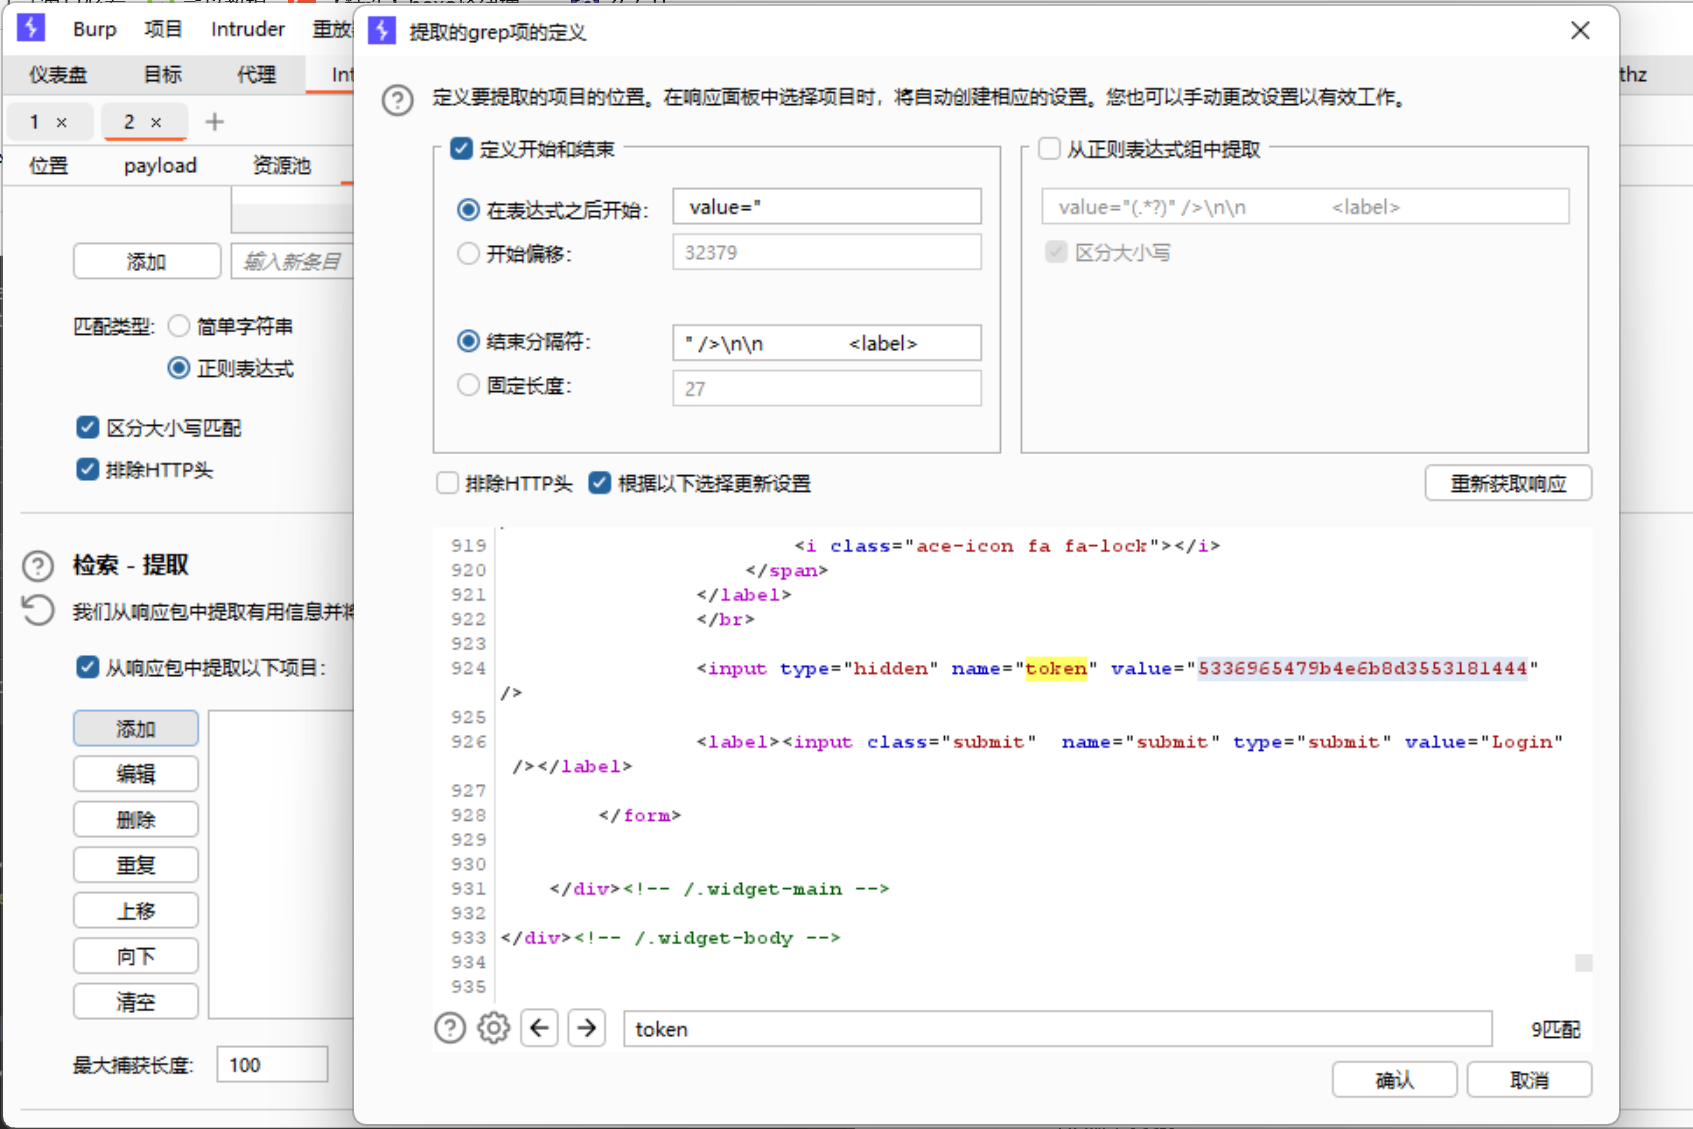 Burp 项目 Intruder 重放
仪表盘 目标 代理 Int
1 × 2 × +
位置 payload 资源池
添加 输入新条目
匹配类型: 简单字符串
正则表达式
区分大小写匹配
排除HTTP头
检索 - 提取
我们从响应包中提取有用信息并将
从响应包中提取以下项目:
添加
编辑
删除
重复
上移
向下
清空
最大捕获长度: 100
提取的grep项的定义
thz
定义要提取的项目的位置。在响应面板中选择项目时，将自动创建相应的设置。您也可以手动更改设置以有效工作。
定义开始和结束
在表达式之后开始: value="
开始偏移: 32379
结束分隔符: " />\n\n                <label>
固定长度: 27
从正则表达式组中提取
value="(.*?)" />\n\n                <label>
区分大小写
排除HTTP头 根据以下选择更新设置 重新获取响应
919 <i class="ace-icon fa fa-lock"></i>
920 </span>
921 </label>
922 </br>
923
924 <input type="hidden" name="token" value="5336965479b4e6b8d3553181444"
/>
925
926 <label><input class="submit"  name="submit" type="submit" value="Login"
/></label>
927
928 </form>
929
930
931 </div><!-- /.widget-main -->
932
933 </div><!-- /.widget-body -->
934
935
token 9匹配
确认 取消